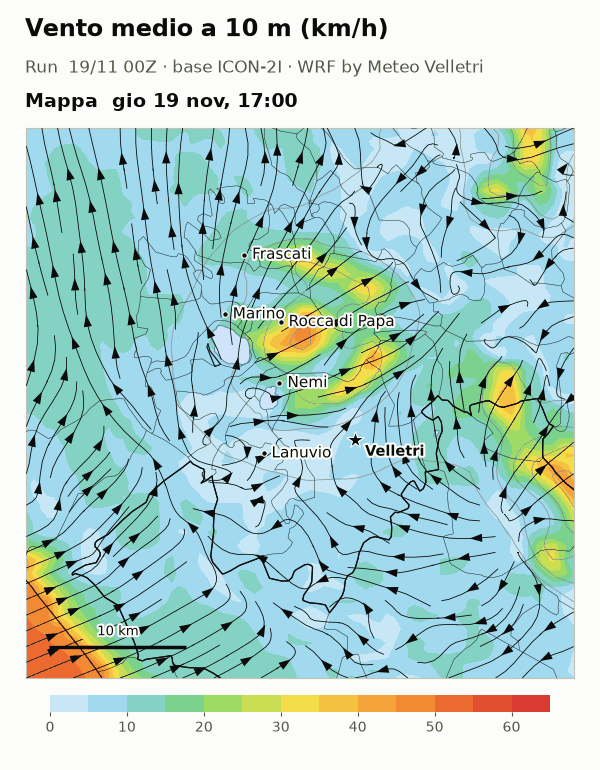 Vento medio a 10 m (km/h)
Run  19/11 00Z · base ICON-2I · WRF by Meteo Velletri
Mappa  gio 19 nov, 17:00
Frascati
Marino
Rocca di Papa
Nemi
Velletri
Lanuvio
10 km
0 10 20 30 40 50 60